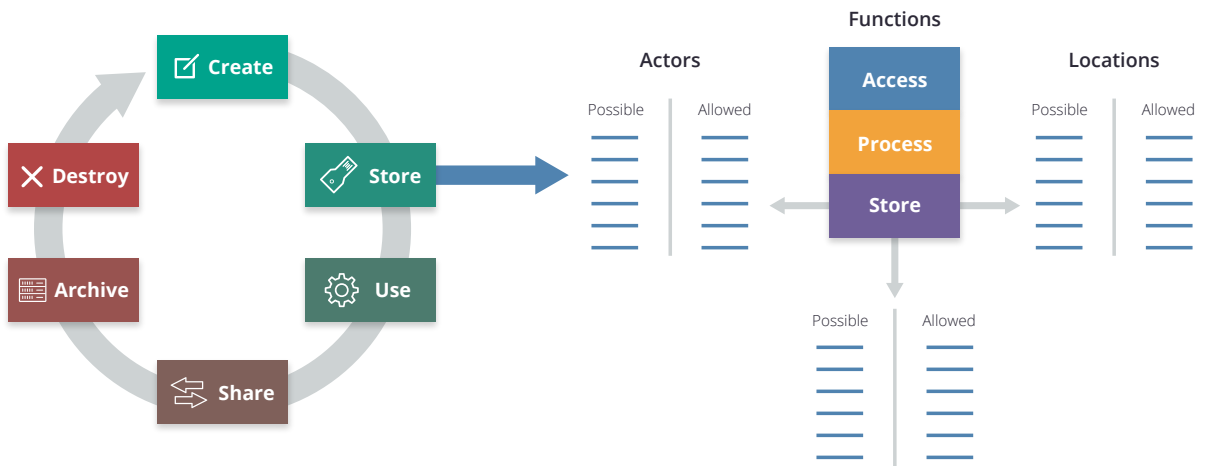 Create
Store
Use
Share
Archive
Destroy
Actors
Possible
Allowed
Functions
Access
Process
Store
Possible
Allowed
Locations
Possible
Allowed